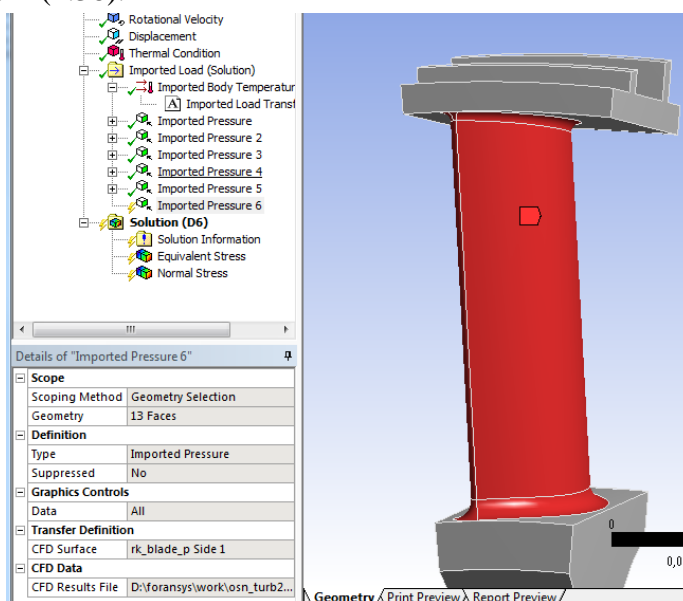 Rotational Velocity
Displacement
Thermal Condition
Imported Load (Solution)
Imported Body Temperatur
A Imported Load Transf
Imported Pressure
Imported Pressure 2
Imported Pressure 3
Imported Pressure 4
Imported Pressure 5
Imported Pressure 6
Solution (D6)
Solution Information
Equivalent Stress
Normal Stress
Details of "Imported Pressure 6"
Scope
Scoping Method Geometry Selection
Geometry 13 Faces
Definition
Type Imported Pressure
Suppressed No
Graphics Controls
Data All
Transfer Definition
CFD Surface rk_blade_p Side 1
CFD Data
CFD Results File D:\foransys\work\osn_turb2...
0
0,0
Geometry Print Preview Report Preview